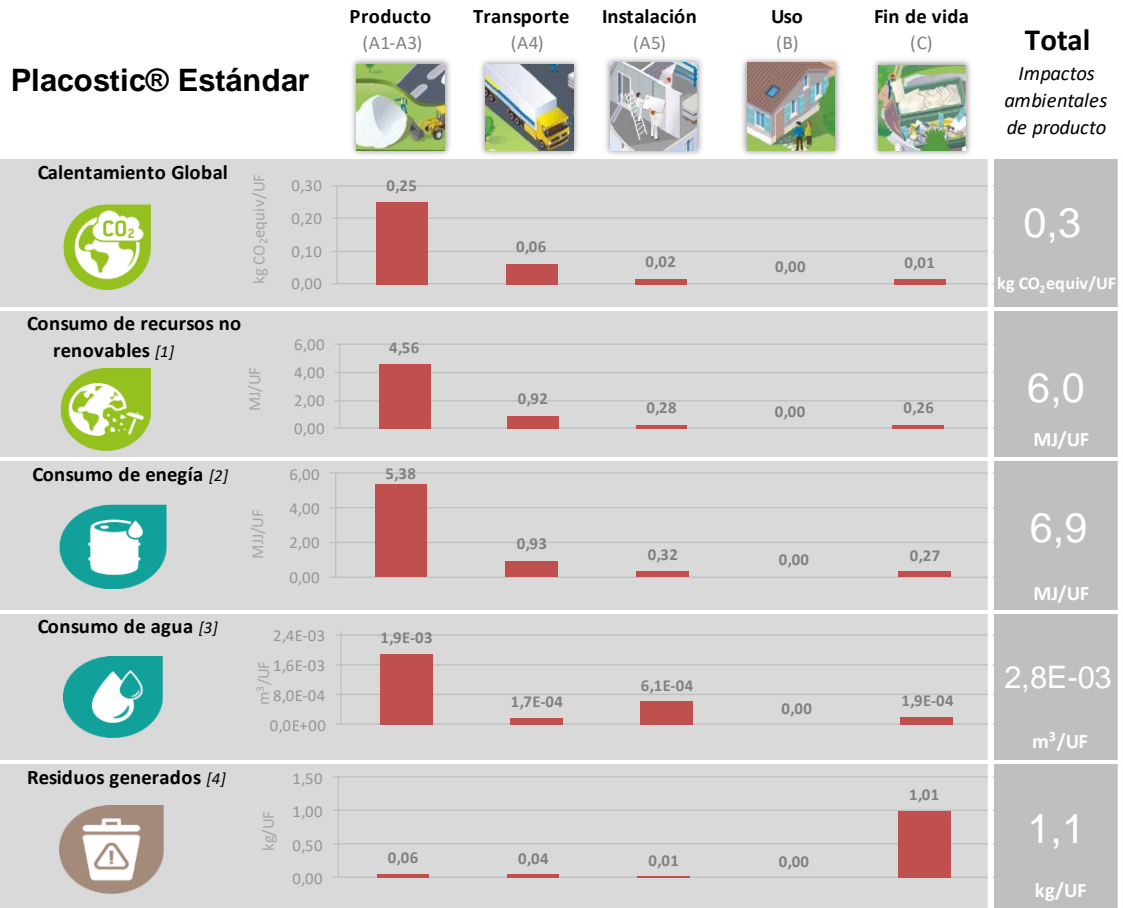 Placostic® Estándar
Producto
(A1-A3)
Transporte
(A4)
Instalación
(A5)
Uso
(B)
Fin de vida
(C)
Total
Impactos
ambientales
de producto
Calentamiento Global
CO2
kg CO2equiv/UF
0,30
0,20
0,10
0,00
0,25
0,06
0,02
0,00
0,01
0,3
kg CO2equiv/UF
Consumo de recursos no
renovables [1]
MJ/UF
6,00
4,00
2,00
0,00
4,56
0,92
0,28
0,00
0,26
6,0
MJ/UF
Consumo de enegía [2]
MJJ/UF
6,00
4,00
2,00
0,00
5,38
0,93
0,32
0,00
0,27
6,9
MJ/UF
Consumo de agua [3]
m³/UF
2,4E-03
1,6E-03
8,0E-04
0,0E+00
1,9E-03
1,7E-04
6,1E-04
0,00
1,9E-04
2,8E-03
m³/UF
Residuos generados [4]
kg/UF
1,50
1,00
0,50
0,00
0,06
0,04
0,01
0,00
1,01
1,1
kg/UF